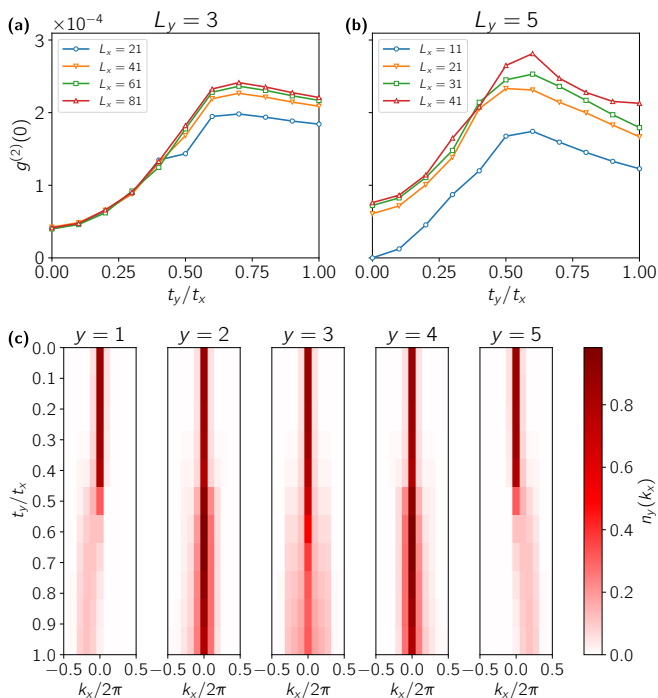 (a)
×10⁻⁴
L_y = 3
(b)
L_y = 5
3
2
1
0
g⁽²⁾(0)
L_x = 21
L_x = 41
L_x = 61
L_x = 81
L_x = 11
L_x = 21
L_x = 31
L_x = 41
0.00 0.25 0.50 0.75 1.00
t_y/t_x
0.00 0.25 0.50 0.75 1.00
t_y/t_x
(c)
y = 1
y = 2
y = 3
y = 4
y = 5
0.0
0.1
0.2
0.3
0.4
0.5
0.6
0.7
0.8
0.9
1.0
t_y/t_x
−0.5 0.0 0.5
−0.5 0.0 0.5
−0.5 0.0 0.5
−0.5 0.0 0.5
−0.5 0.0 0.5
k_x/2π
k_x/2π
k_x/2π
k_x/2π
k_x/2π
0.8
0.6
0.4
0.2
0.0
n_y(k_x)